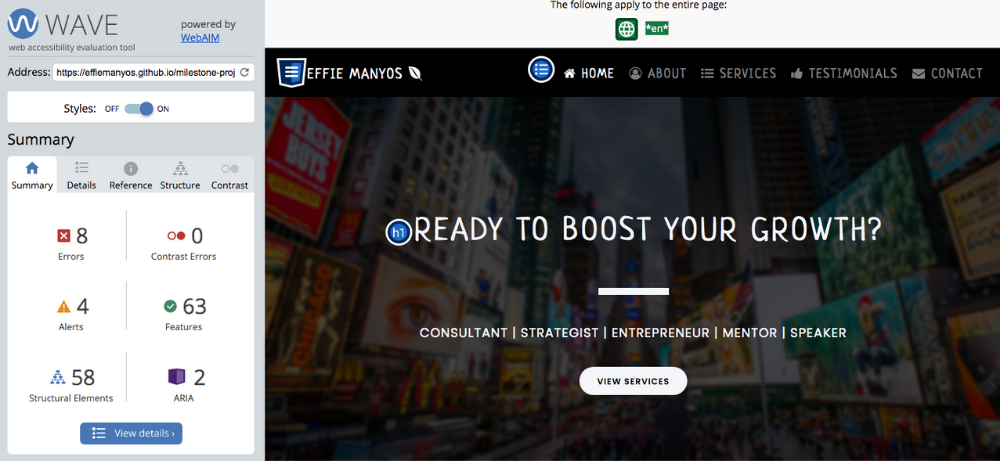 WAVE
web accessibility evaluation tool
powered by
WebAIM
Address: https://effiemanyos.github.io/milestone-proj
Styles: OFF ON
Summary
Summary Details Reference Structure Contrast
8 Errors
0 Contrast Errors
4 Alerts
63 Features
58 Structural Elements
2 ARIA
View details ›
The following apply to the entire page:
*en*
EFFIE MANYOS
HOME ABOUT SERVICES TESTIMONIALS CONTACT
JERSEY
BOYS
CHICAGO
h1 READY TO BOOST YOUR GROWTH?
CONSULTANT | STRATEGIST | ENTREPRENEUR | MENTOR | SPEAKER
VIEW SERVICES